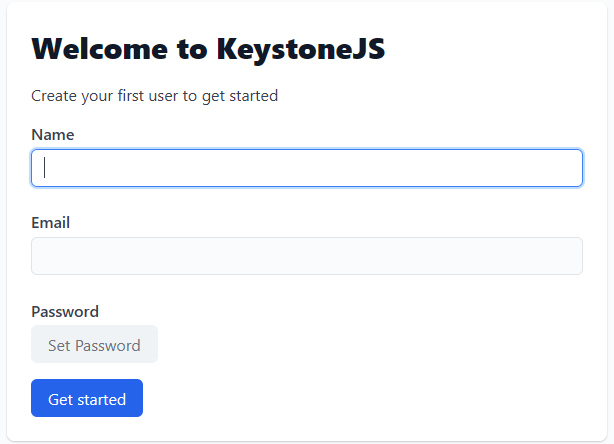 Welcome to KeystoneJS
Create your first user to get started
Name
Email
Password
Set Password
Get started